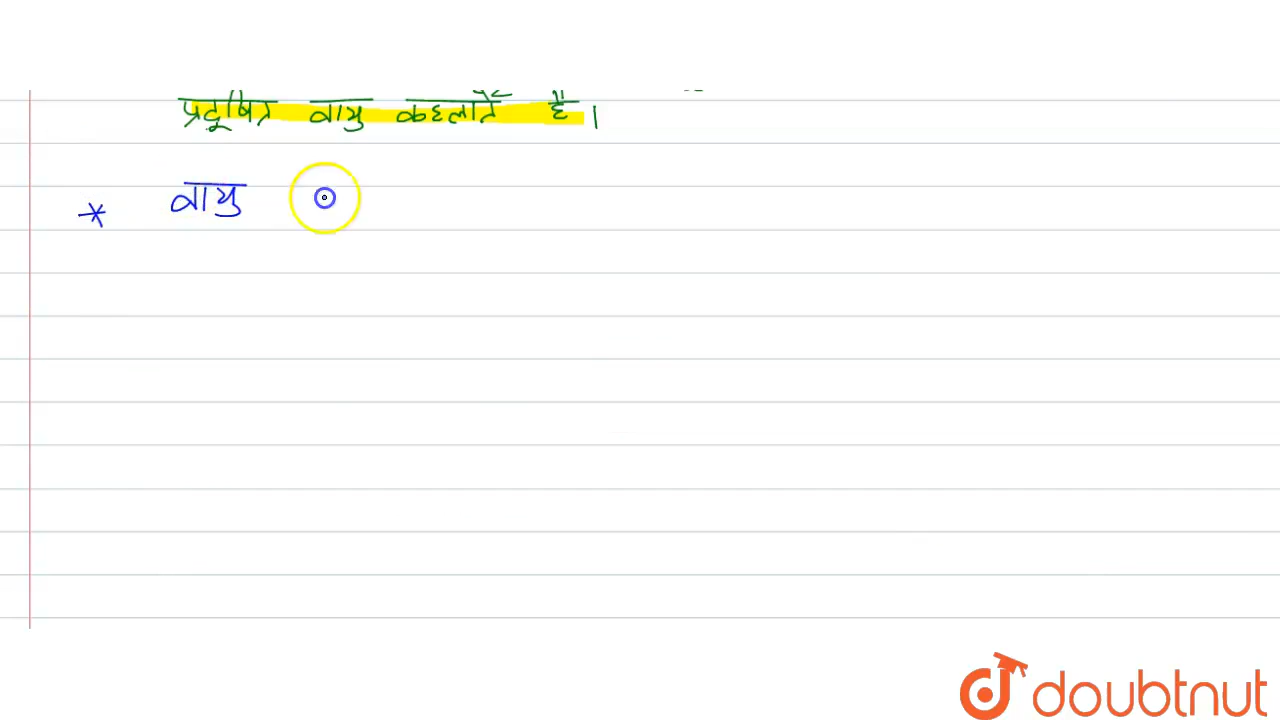 प्रदूषित वायु कहलाते है ।
* वायु
doubtnut